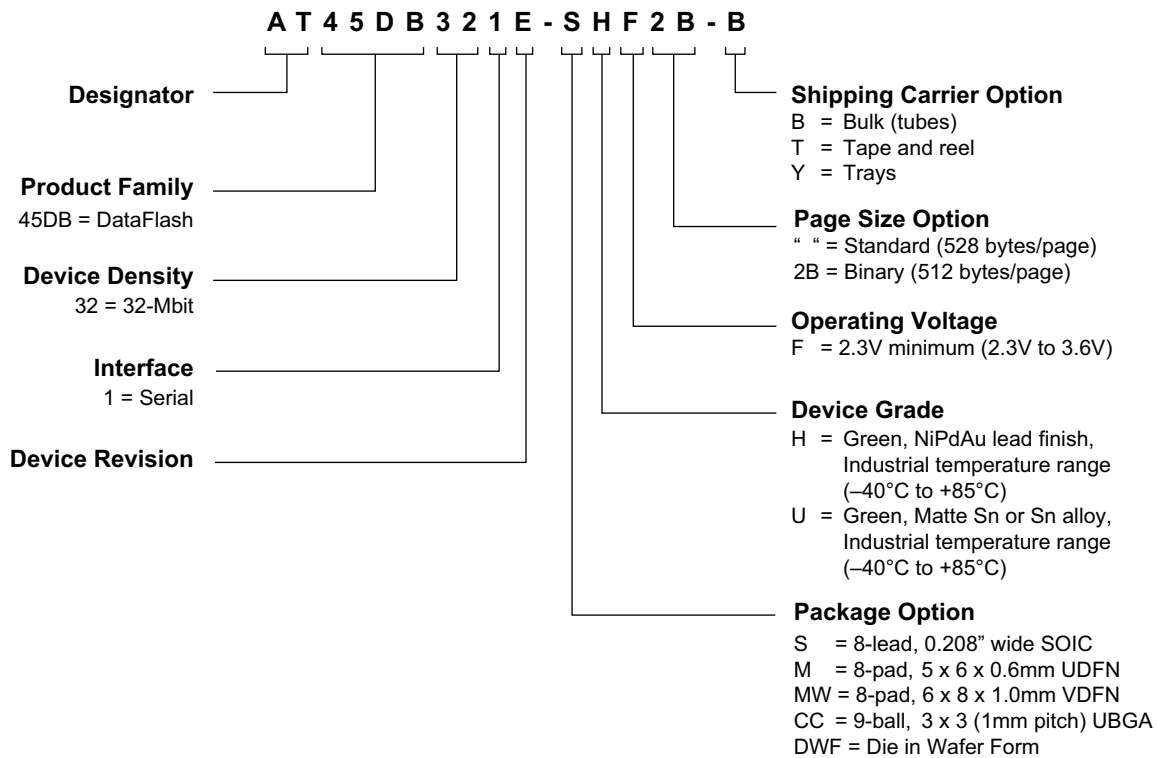 A T 4 5 D B 3 2 1 E - S H F 2 B - B
Designator
Product Family
45DB = DataFlash
Device Density
32 = 32-Mbit
Interface
1 = Serial
Device Revision
Shipping Carrier Option
B = Bulk (tubes)
T = Tape and reel
Y = Trays
Page Size Option
“ “ = Standard (528 bytes/page)
2B = Binary (512 bytes/page)
Operating Voltage
F = 2.3V minimum (2.3V to 3.6V)
Device Grade
H = Green, NiPdAu lead finish,
Industrial temperature range
(–40°C to +85°C)
U = Green, Matte Sn or Sn alloy,
Industrial temperature range
(–40°C to +85°C)
Package Option
S = 8-lead, 0.208” wide SOIC
M = 8-pad, 5 x 6 x 0.6mm UDFN
MW = 8-pad, 6 x 8 x 1.0mm VDFN
CC = 9-ball, 3 x 3 (1mm pitch) UBGA
DWF = Die in Wafer Form